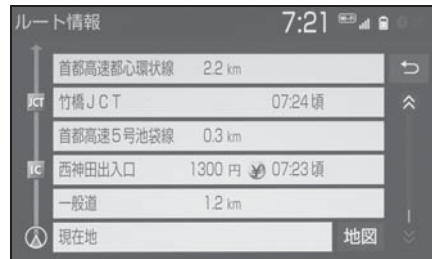 ルート情報 7:21
首都高速都心環状線 2.2 km
JCT 竹橋JCT 07:24頃
首都高速5号池袋線 0.3 km
IC 西神田出入口 1300 円 07:23頃
一般道 1.2 km
現在地 地図